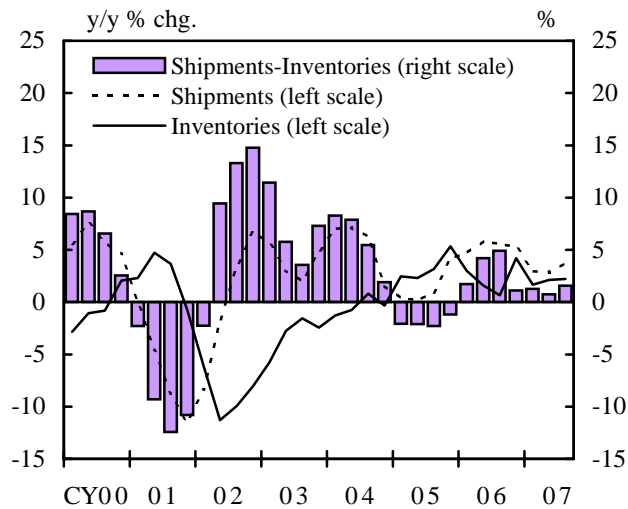 y/y % chg. %
25 25
Shipments-Inventories (right scale)
20 20
Shipments (left scale)
Inventories (left scale)
15 15
10 10
5 5
0 0
-5 -5
-10 -10
-15 -15
CY00 01 02 03 04 05 06 07